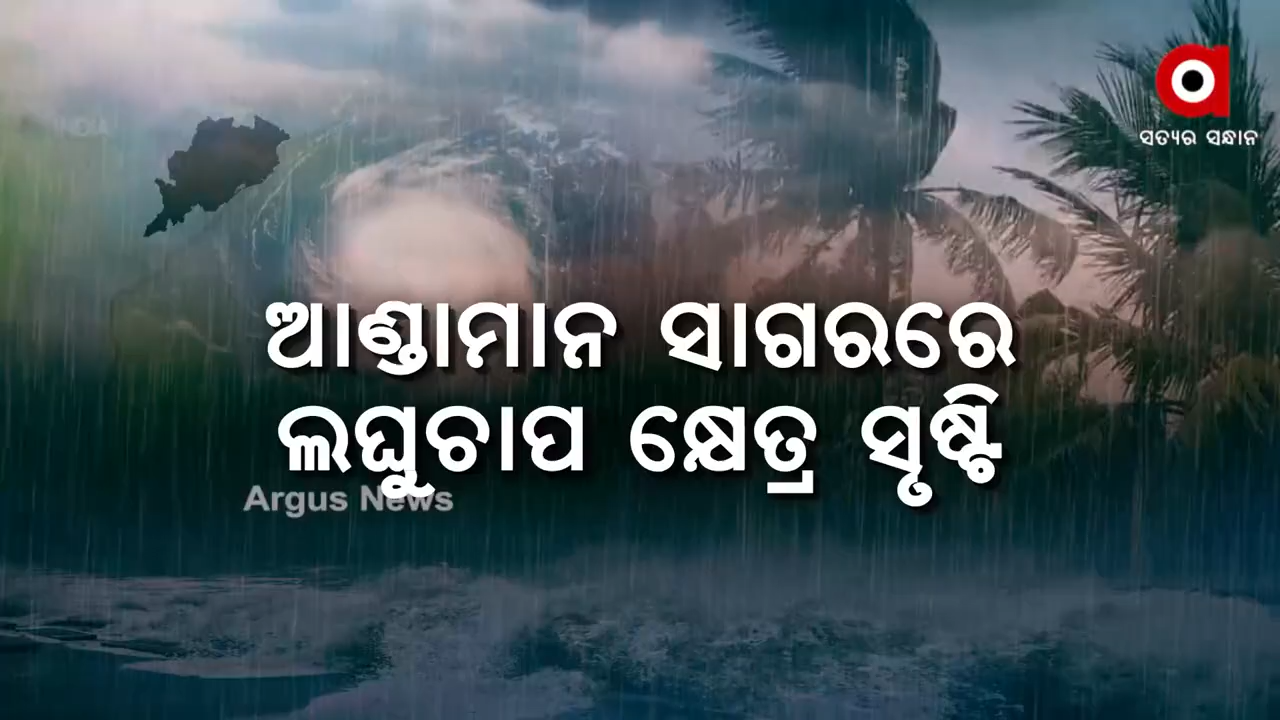 ସତ୍ୟର ସନ୍ଧାନ
ଆଣ୍ଡାମାନ ସାଗରରେ
ଲଘୁଚାପ କ୍ଷେତ୍ର ସୃଷ୍ଟି
Argus News